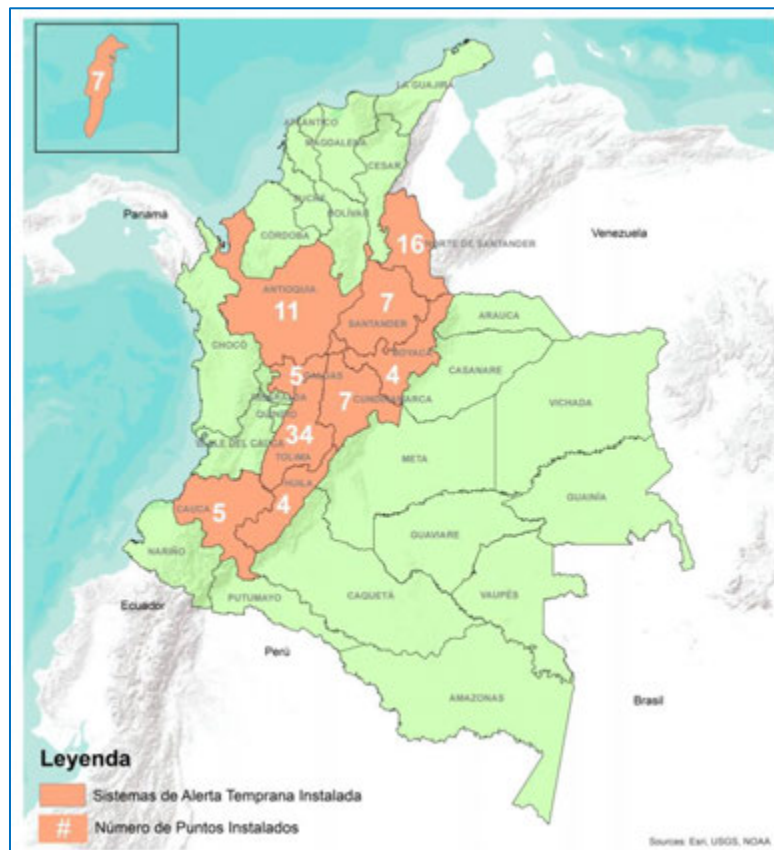 7
LA GUAJIRA
ATLÁNTICO
MAGDALENA
CESAR
SUCRE
BOLÍVAR
Panamá
CÓRDOBA
16
NORTE DE SANTANDER
Venezuela
ANTIOQUIA
11
7
SANTANDER
ARAUCA
CHOCÓ
BOYACÁ
5
CALDAS
4
CASANARE
RISARALDA
7
CUNDINAMARCA
VICHADA
QUINDÍO
34
VALLE DEL CAUCA
TOLIMA
META
HUILA
GUAINÍA
CAUCA
5
4
GUAVIARE
NARIÑO
Ecuador
PUTUMAYO
CAQUETÁ
VAUPÉS
Perú
AMAZONAS
Brasil
Leyenda
Sistemas de Alerta Temprana Instalada
# Número de Puntos Instalados
Sources: Esri, USGS, NOAA